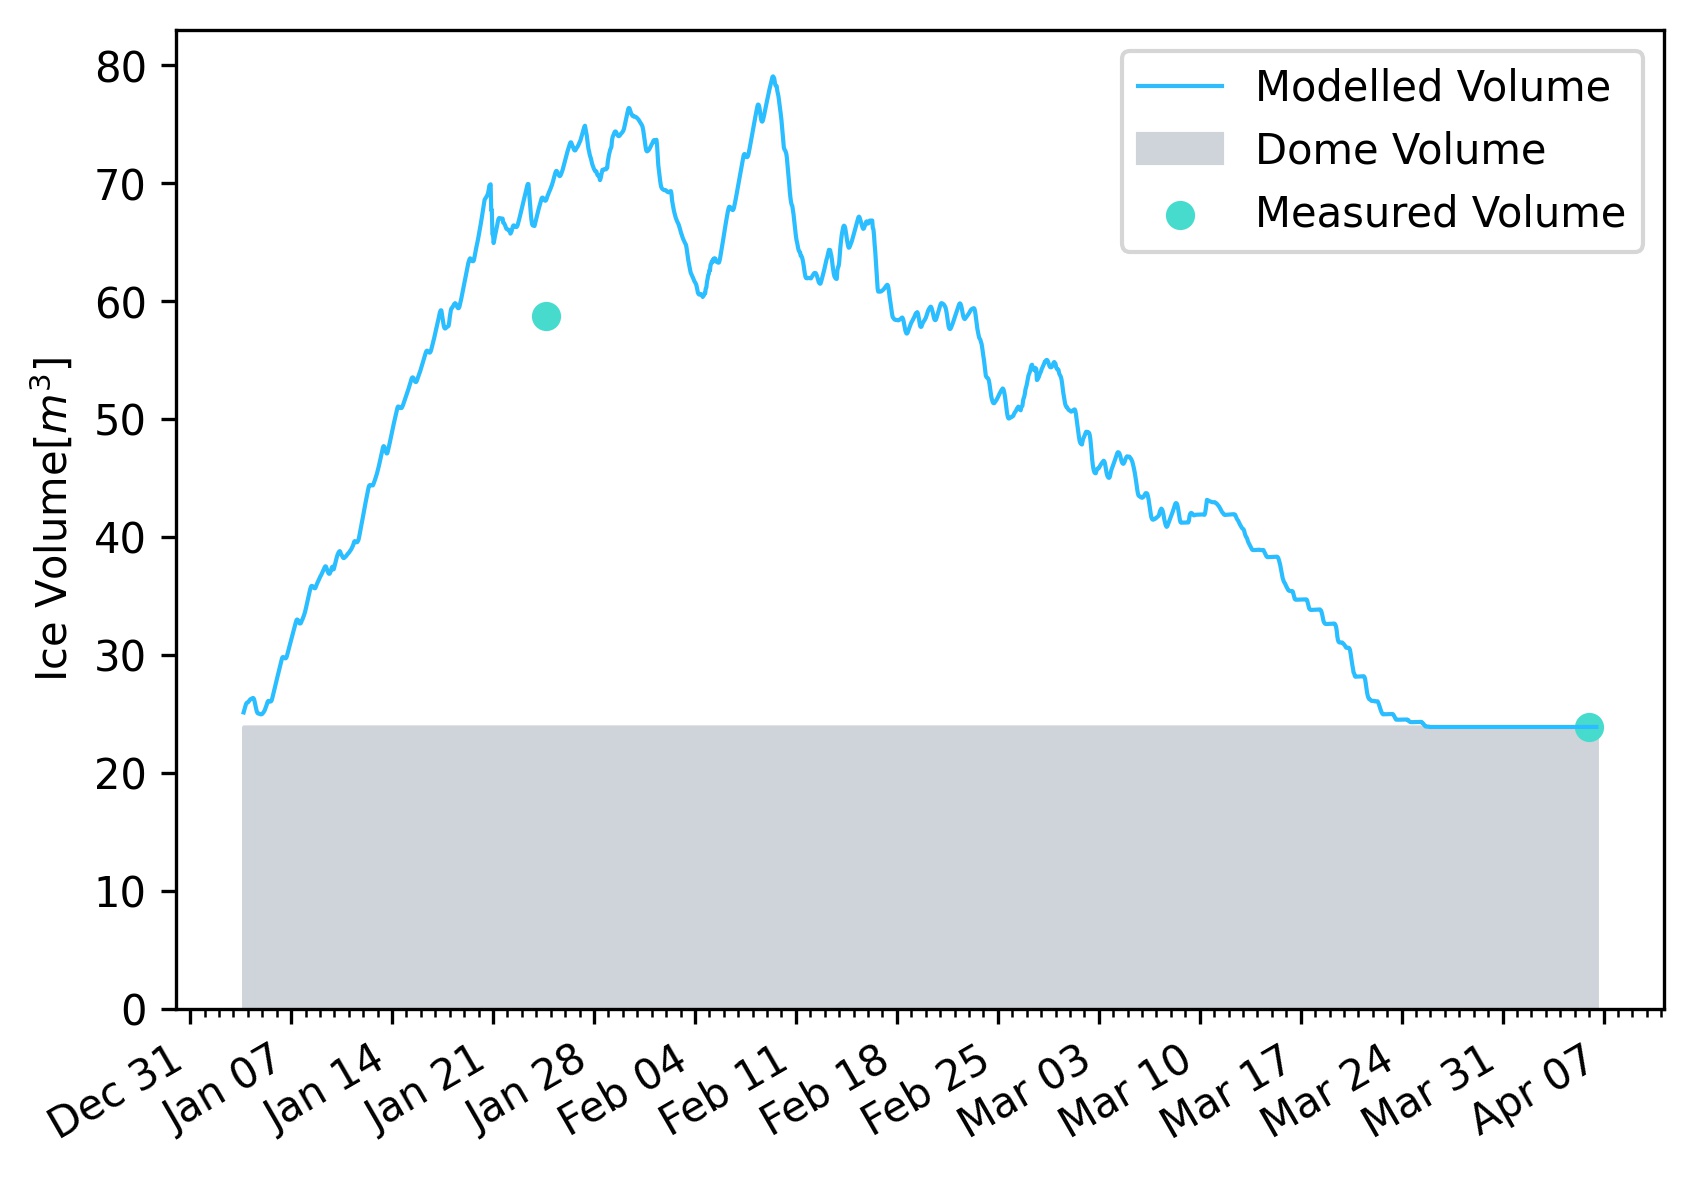 Modelled Volume
Dome Volume
Measured Volume
Ice Volume[m³]
80
70
60
50
40
30
20
10
0
Dec 31
Jan 07
Jan 14
Jan 21
Jan 28
Feb 04
Feb 11
Feb 18
Feb 25
Mar 03
Mar 10
Mar 17
Mar 24
Mar 31
Apr 07